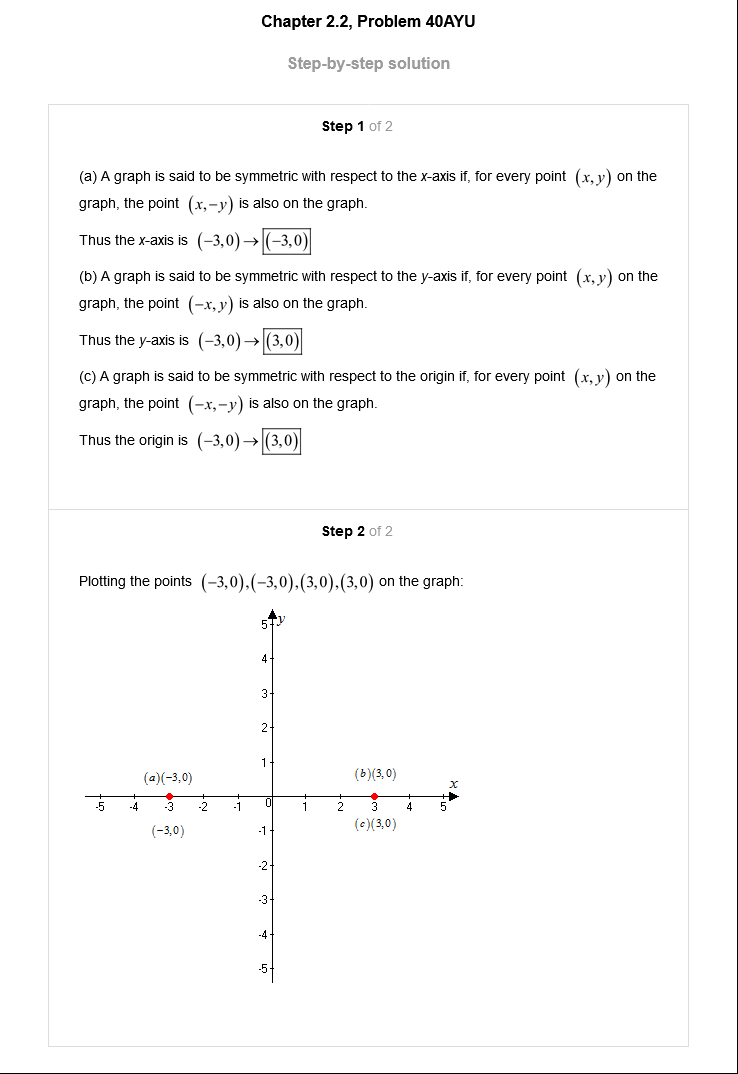 Chapter 2.2, Problem 40AYU
Step-by-step solution
Step 1 of 2
(a) A graph is said to be symmetric with respect to the x-axis if, for every point (x,y) on the
graph, the point (x,−y) is also on the graph.
Thus the x-axis is (−3,0)→(−3,0)
(b) A graph is said to be symmetric with respect to the y-axis if, for every point (x,y) on the
graph, the point (−x,y) is also on the graph.
Thus the y-axis is (−3,0)→(3,0)
(c) A graph is said to be symmetric with respect to the origin if, for every point (x,y) on the
graph, the point (−x,−y) is also on the graph.
Thus the origin is (−3,0)→(3,0)
Step 2 of 2
Plotting the points (−3,0),(−3,0),(3,0),(3,0) on the graph:
5 y
4
3
2
1
(a)(−3,0) (b)(3,0)
x
-5 -4 -3 -2 -1 0 1 2 3 4 5
(−3,0) (c)(3,0)
-1
-2
-3
-4
-5